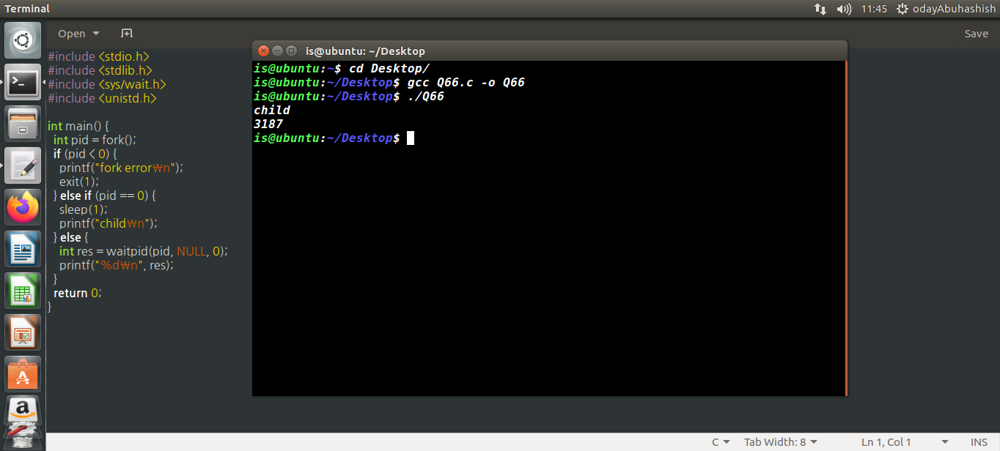 Terminal
11:45
odayAbuhashish
Open
Save
#include <stdio.h>
#include <stdlib.h>
#include <sys/wait.h>
#include <unistd.h>
int main() {
int pid = fork();
if (pid < 0) {
printf("fork error₩n");
exit(1);
} else if (pid == 0) {
sleep(1);
printf("child₩n");
} else {
int res = waitpid(pid, NULL, 0);
printf("%d₩n", res);
}
return 0;
}
is@ubuntu: ~/Desktop
is@ubuntu:~$ cd Desktop/
is@ubuntu:~/Desktop$ gcc Q66.c -o Q66
is@ubuntu:~/Desktop$ ./Q66
child
3187
is@ubuntu:~/Desktop$
C
Tab Width: 8
Ln 1, Col 1
INS